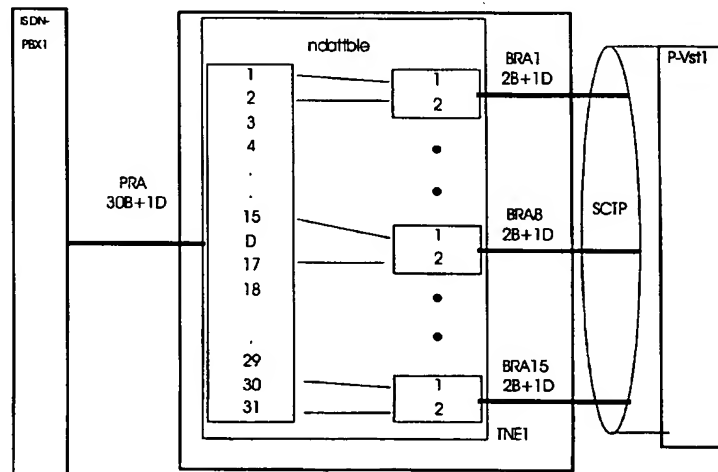 ISDN-
PBX1
PRA
30B+1D
ndattble
1
2
3
4
.
.
15
D
17
18
.
29
30
31
1
2
1
2
1
2
BRA1
2B+1D
BRA8
2B+1D
BRA15
2B+1D
TNE1
SCTP
P-Vst1